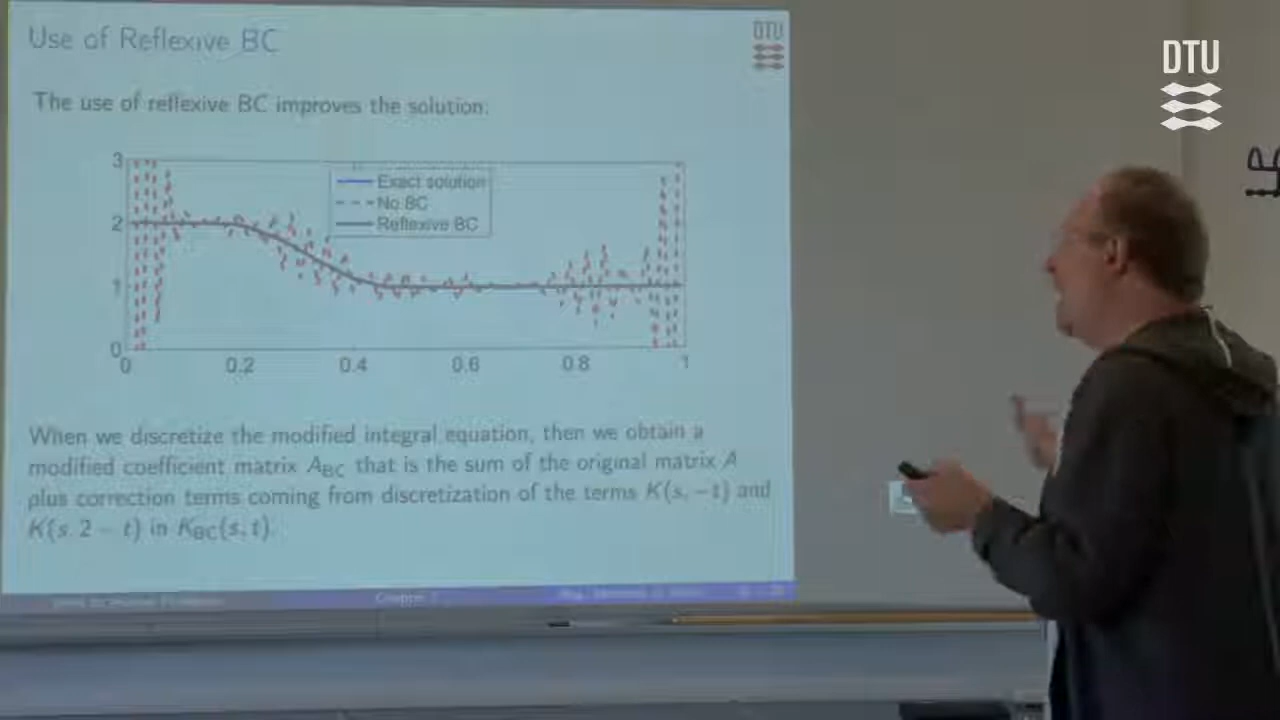 Use of Reflexive BC
DTU
DTU
The use of reflexive BC improves the solution:
3
2
1
0
Exact solution
No BC
Reflexive BC
0 0.2 0.4 0.6 0.8 1
When we discretize the modified integral equation, then we obtain a
modified coefficient matrix A_BC that is the sum of the original matrix A
plus correction terms coming from discretization of the terms K(s, −t) and
K(s, 2 − t) in K_BC(s, t).
Chapter